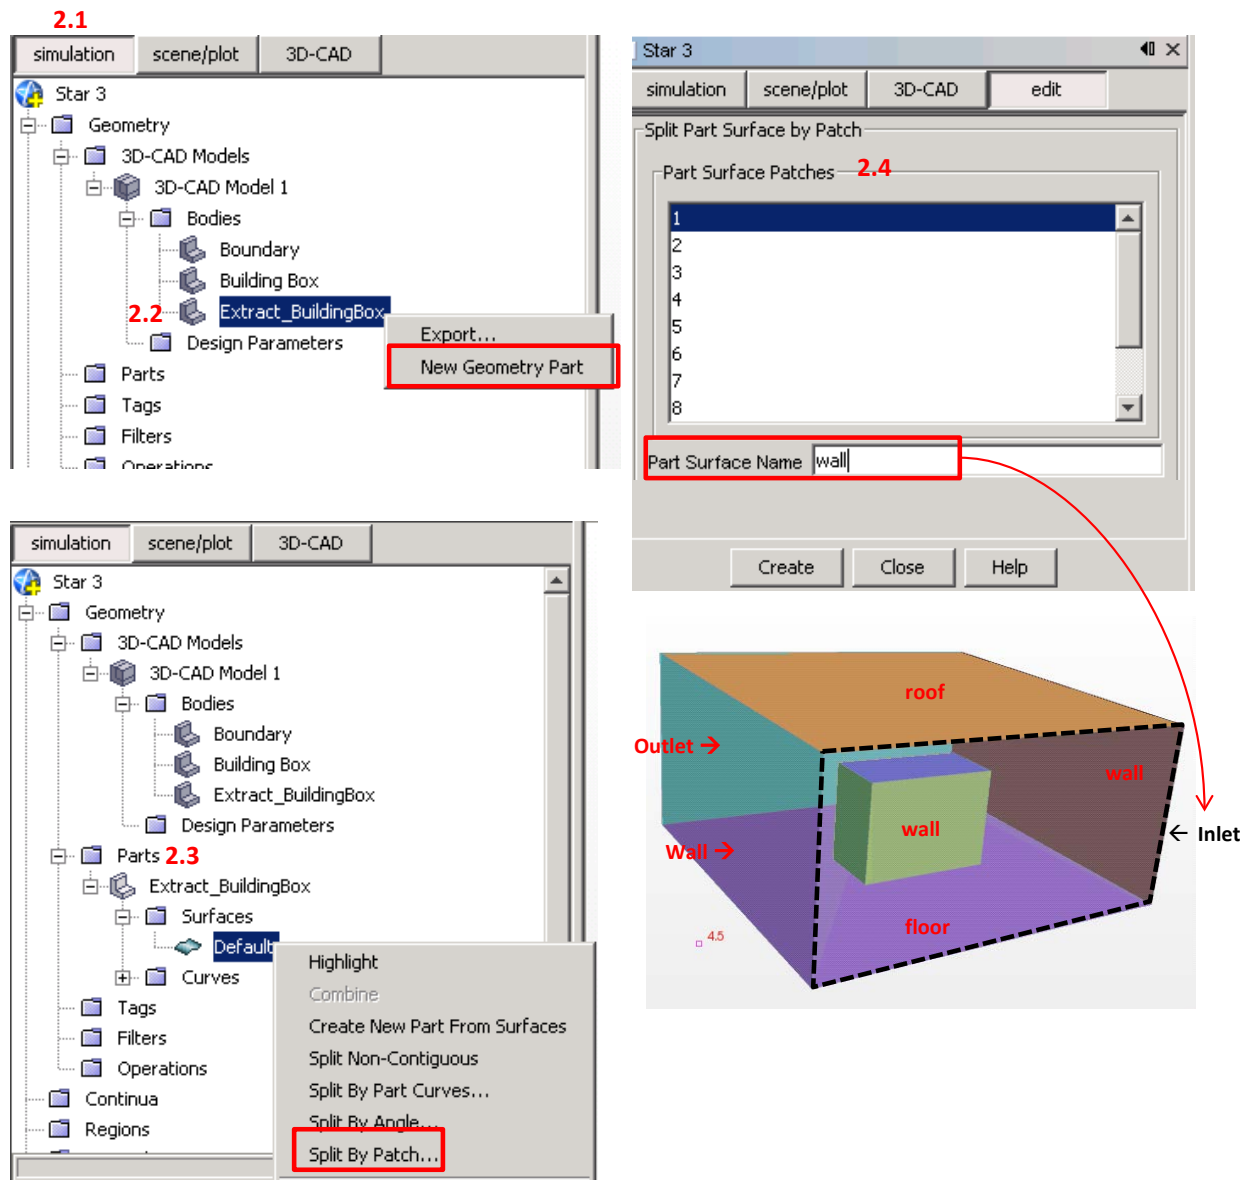 2.1
simulation scene/plot 3D-CAD
Star 3
Geometry
3D-CAD Models
3D-CAD Model 1
Bodies
Boundary
Building Box
2.2 Extract_BuildingBox
Export...
Design Parameters
New Geometry Part
Parts
Tags
Filters
Operations
Star 3
simulation scene/plot 3D-CAD edit
Split Part Surface by Patch
Part Surface Patches 2.4
1
2
3
4
5
6
7
8
Part Surface Name wall
Create Close Help
simulation scene/plot 3D-CAD
Star 3
Geometry
3D-CAD Models
3D-CAD Model 1
Bodies
Boundary
Building Box
Extract_BuildingBox
Design Parameters
Parts 2.3
Extract_BuildingBox
Surfaces
Default
Curves
Tags
Filters
Operations
Continua
Regions
Highlight
Combine
Create New Part From Surfaces
Split Non-Contiguous
Split By Part Curves...
Split By Angle...
Split By Patch...
roof
Outlet →
wall
wall
← Inlet
Wall →
floor
4.5